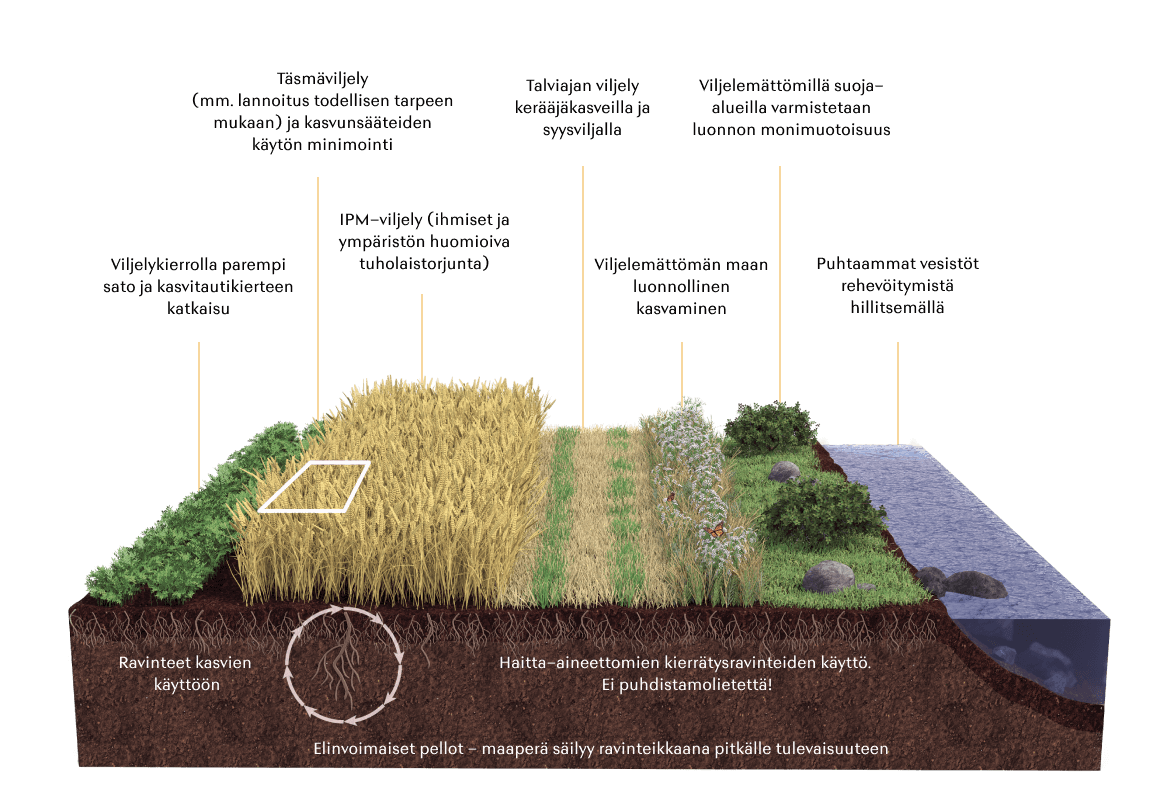 Täsmäviljely
(mm. lannoitus todellisen tarpeen
mukaan) ja kasvunsääteiden
käytön minimointi
Talviajan viljely
kerääjäkasveilla ja
syysviljalla
Viljelemättömillä suoja-
alueilla varmistetaan
luonnon monimuotoisuus
IPM-viljely (ihmiset ja
ympäristön huomioiva
tuholaistorjunta)
Viljelykierrolla parempi
sato ja kasvitautikierteen
katkaisu
Viljelemättömän maan
luonnollinen
kasvaminen
Puhtaammat vesistöt
rehevöitymistä
hillitsemällä
Ravinteet kasvien
käyttöön
Haitta-aineettomien kierrätysravinteiden käyttö.
Ei puhdistamolietettä!
Elinvoimaiset pellot - maaperä säilyy ravinteikkaana pitkälle tulevaisuuteen